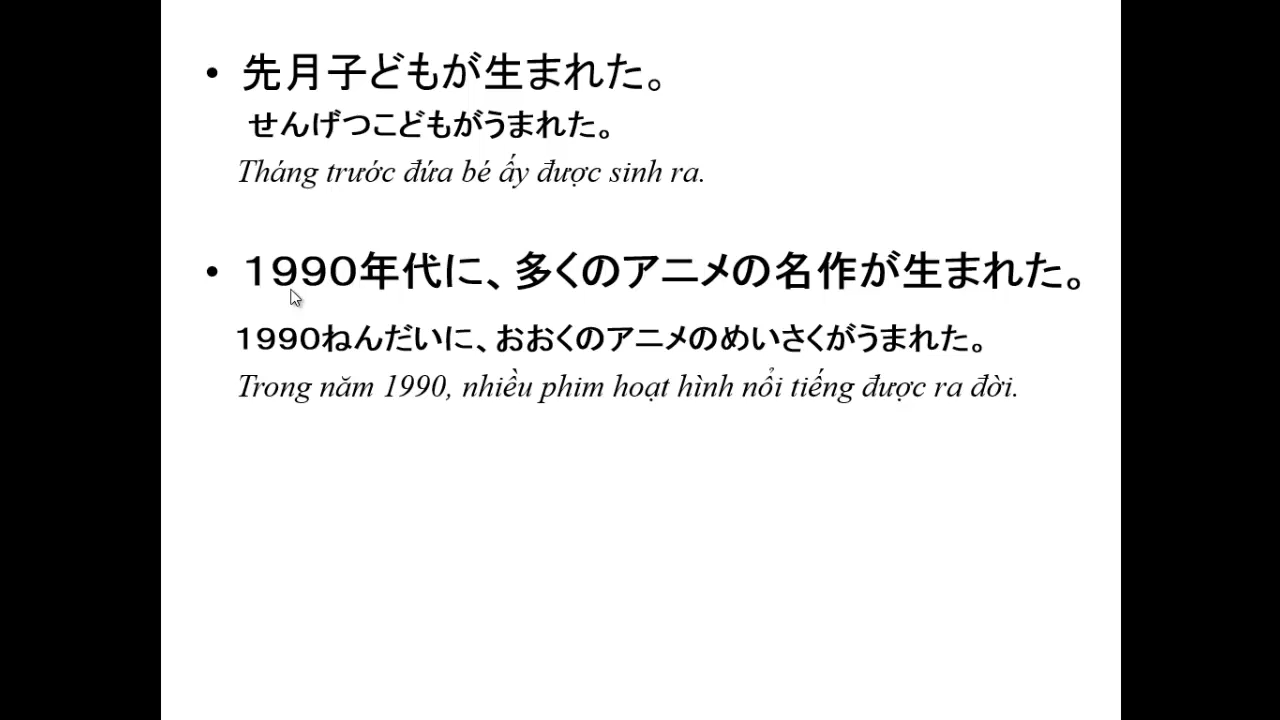 • 先月子どもが生まれた。
せんげつこどもがうまれた。
Tháng trước đứa bé ấy được sinh ra.
• １９９０年代に、多くのアニメの名作が生まれた。
１９９０ねんだいに、おおくのアニメのめいさくがうまれた。
Trong năm 1990, nhiều phim hoạt hình nổi tiếng được ra đời.